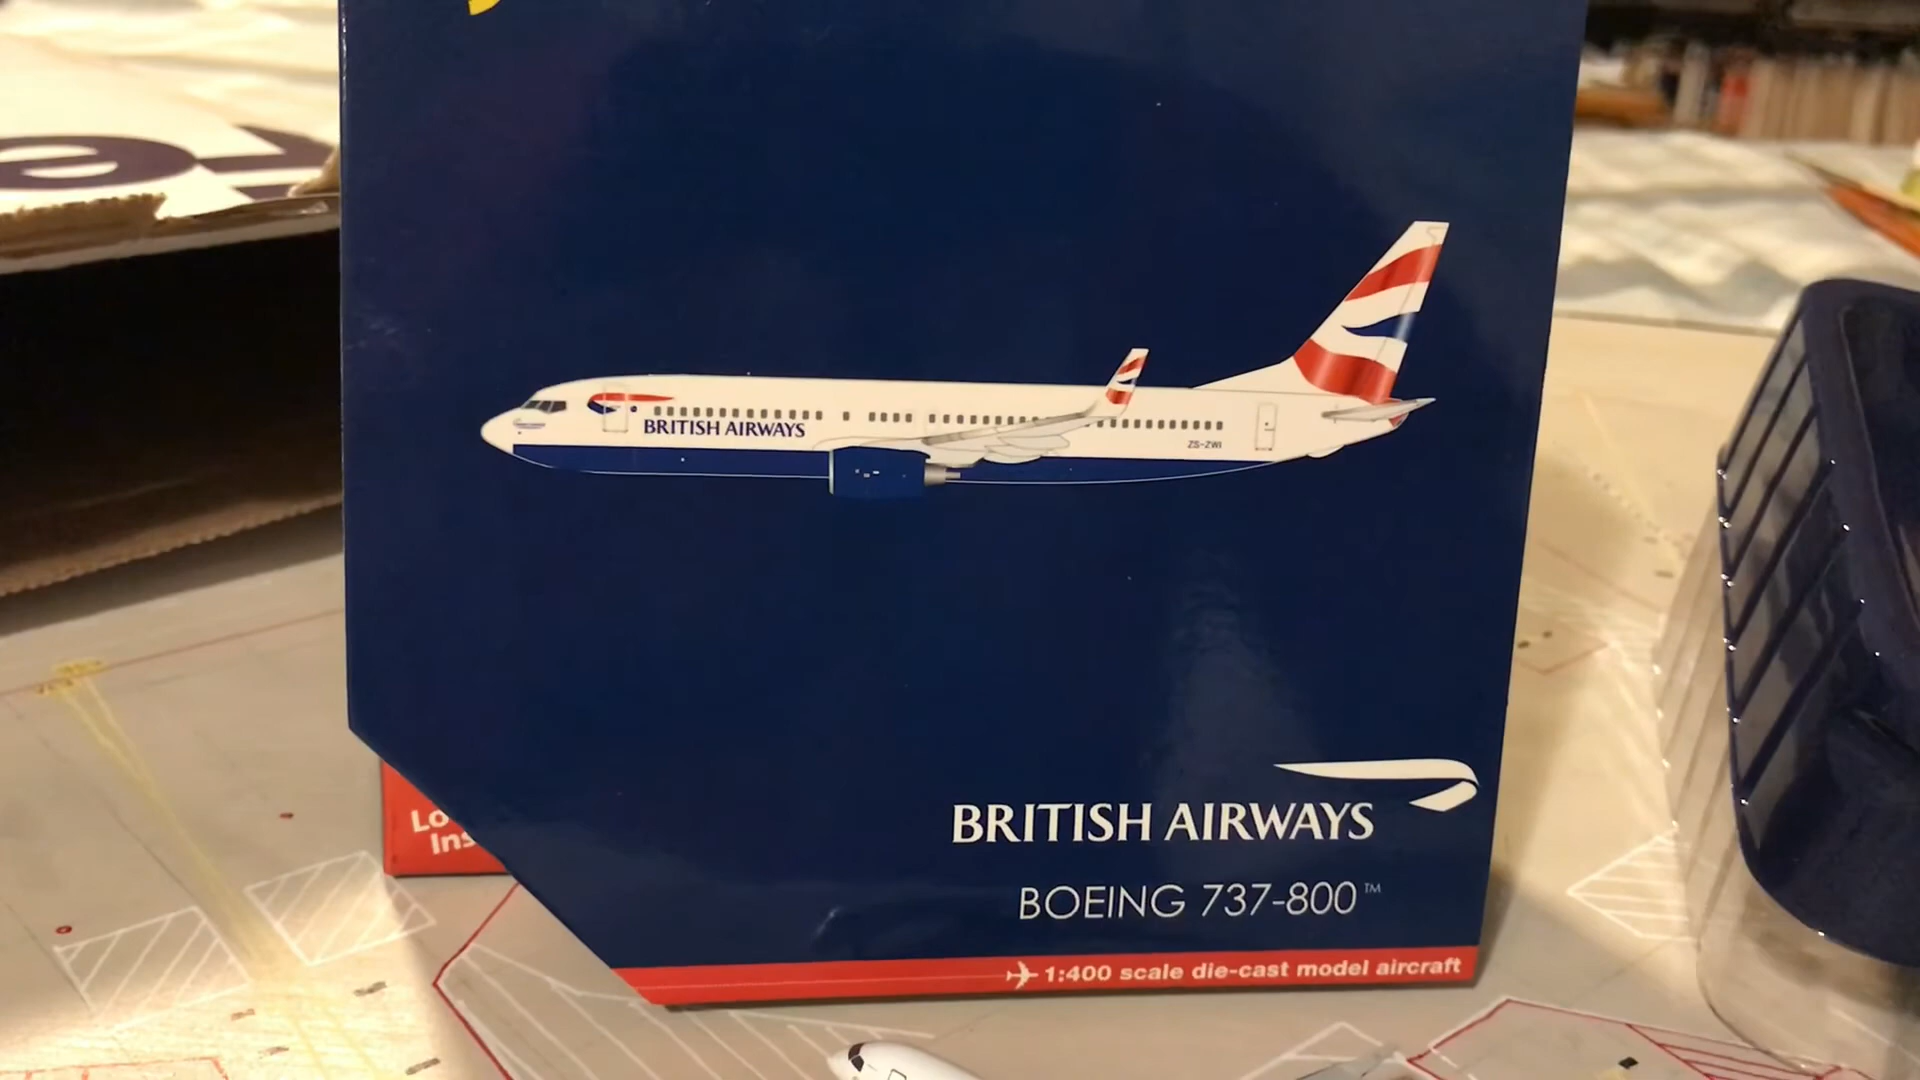 BRITISH AIRWAYS
ZS-ZWI
BRITISH AIRWAYS
BOEING 737-800™
1:400 scale die-cast model aircraft